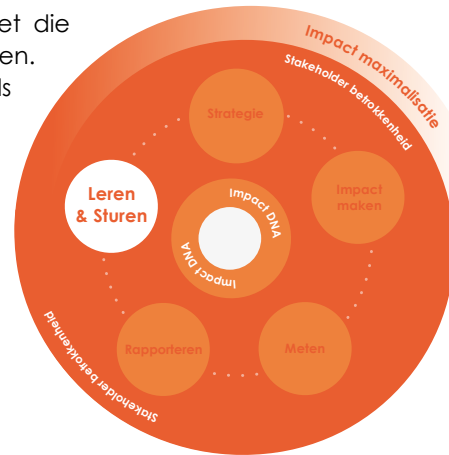 et die
en.
ls
Impact maximalisatie
Stakeholder betrokkenheid
Strategie
Leren
& Sturen
Impact
maken
Impact DNA
Impact DNA
Rapporteren
Meten
Stakeholder betrokkenheid